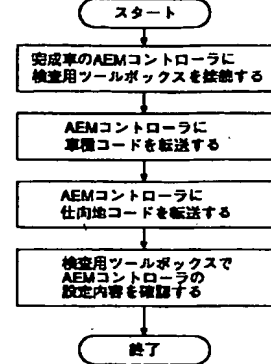 スタート
完成車のAEMコントローラに
検査用ツールボックスを接続する
AEMコントローラに
車種コードを転送する
AEMコントローラに
仕向地コードを転送する
検査用ツールボックスで
AEMコントローラの
設定内容を確認する
終了